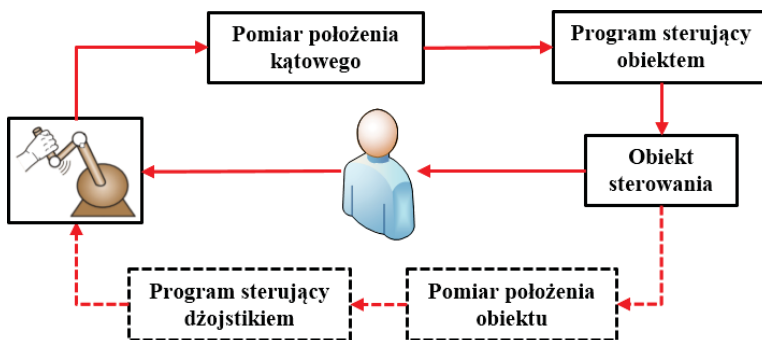 Pomiar położenia
kątowego
Program sterujący
obiektem
Obiekt
sterowania
Program sterujący
dżojstikiem
Pomiar położenia
obiektu